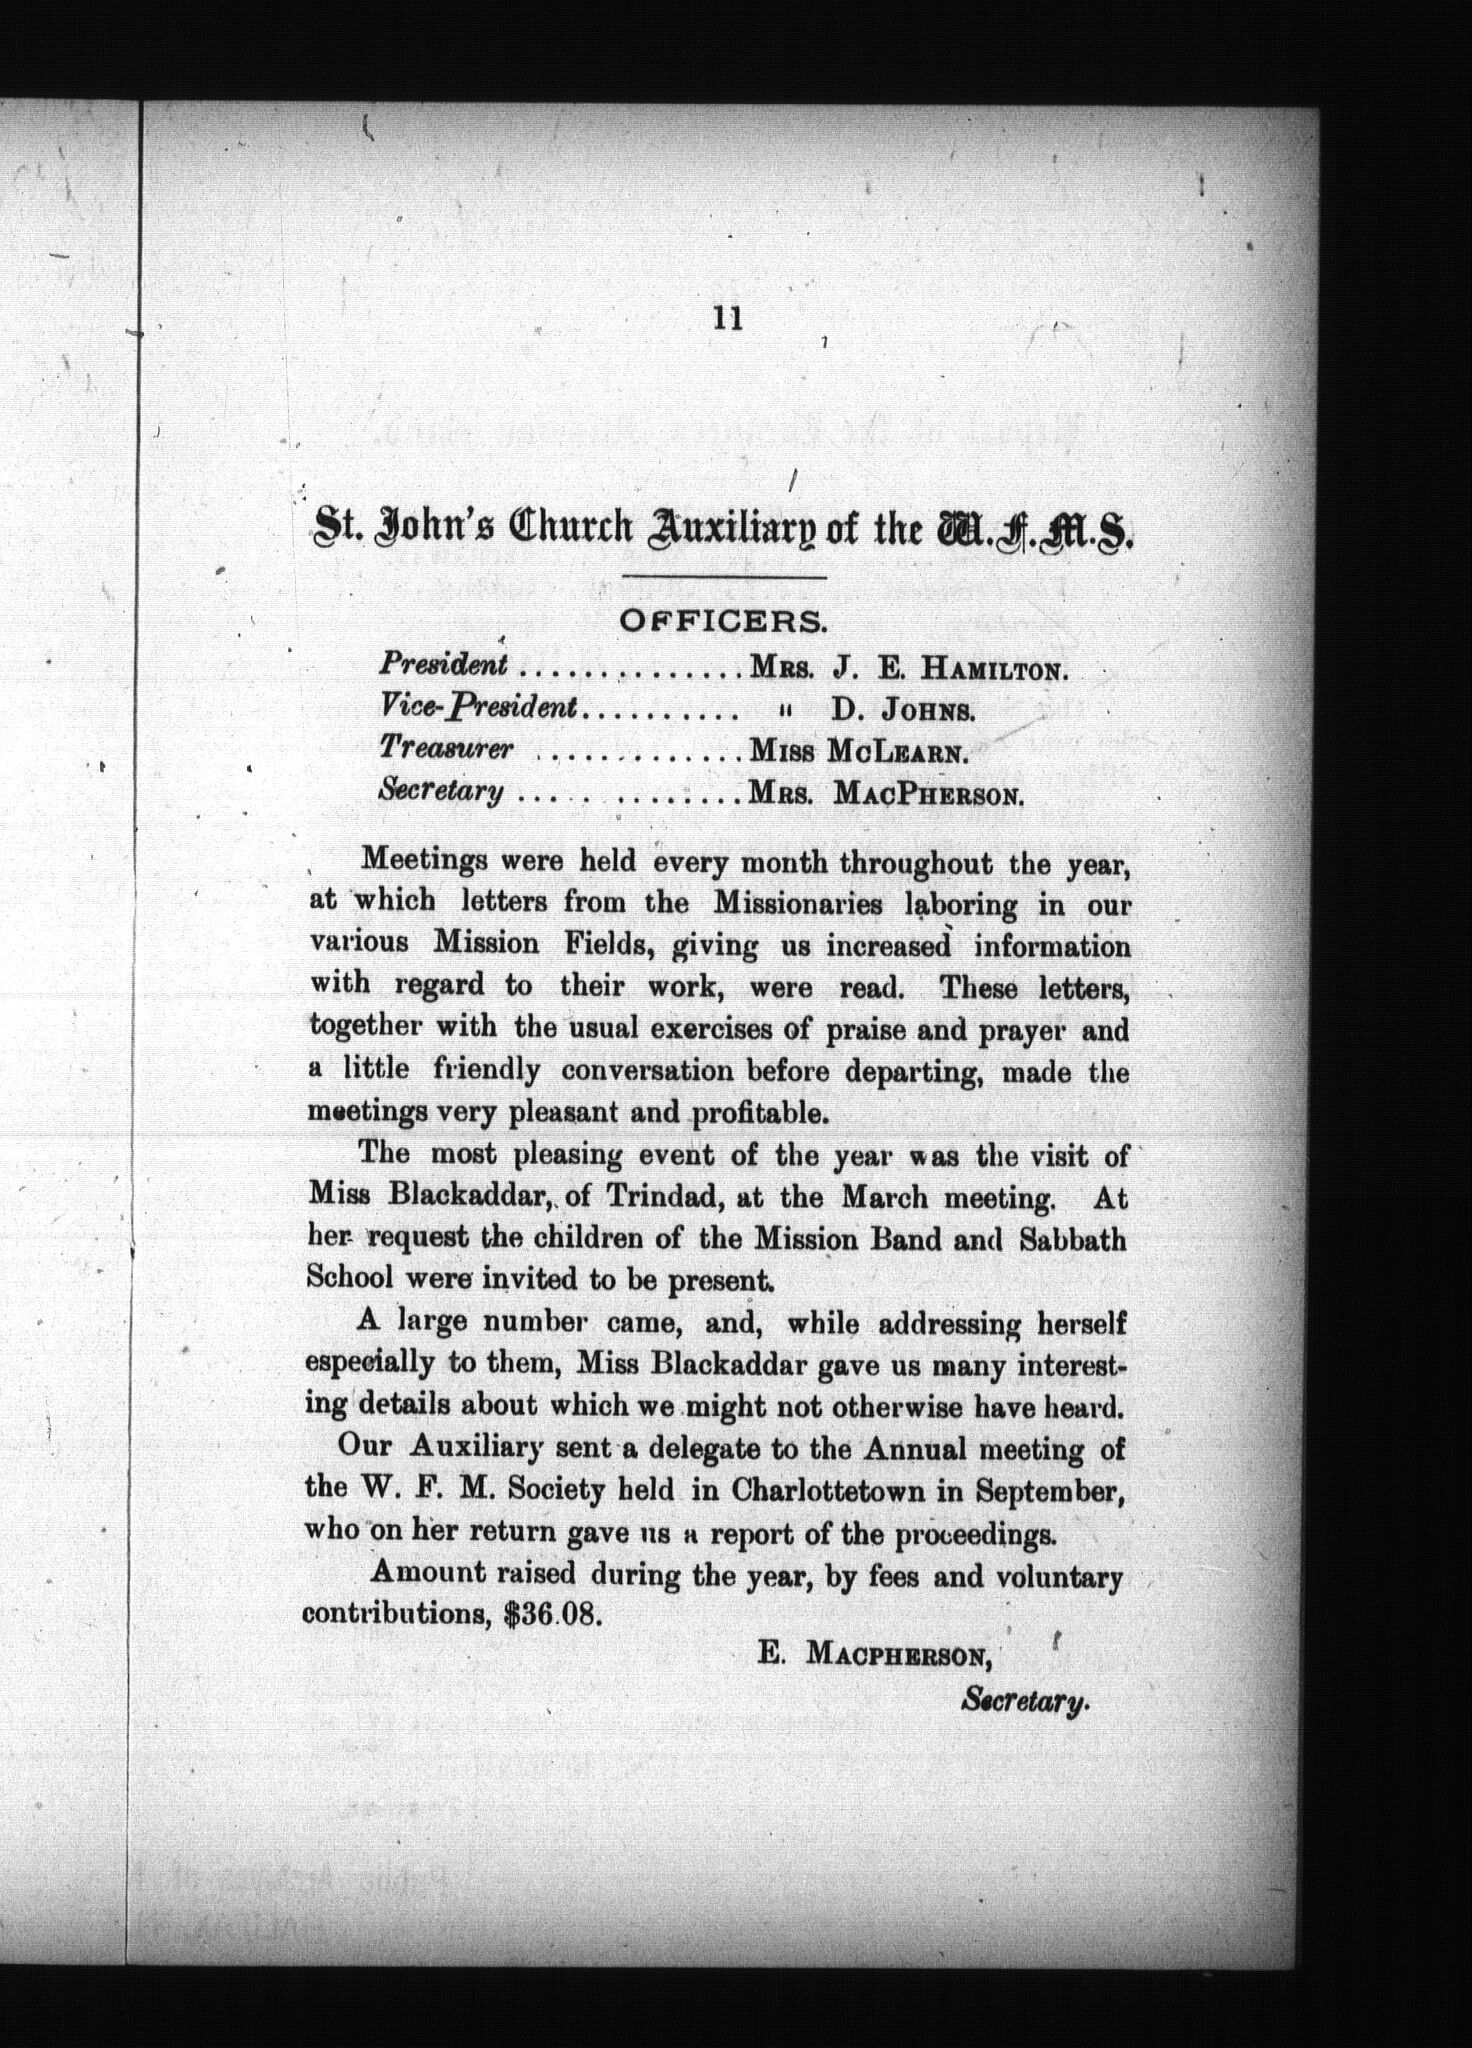 11
St. John's Church Auxiliary of the W.F.M.S.
OFFICERS.
President .............. MRS. J. E. HAMILTON.
Vice-President.......... " D. JOHNS.
Treasurer ............. MISS MCLEARN.
Secretary ..... ........ MRS. MACPHERSON.
Meetings were held every month throughout the year,
at which letters from the Missionaries laboring in our
various Mission Fields, giving us increased information
with regard to their work, were read. These letters,
together with the usual exercises of praise and prayer and
a little friendly conversation before departing, made the
meetings very pleasant and profitable.
The most pleasing event of the year was the visit of
Miss Blackaddar, of Trindad, at the March meeting. At
her request the children of the Mission Band and Sabbath
School were invited to be present.
A large number came, and, while addressing herself
especially to them, Miss Blackaddar gave us many interest-
ing details about which we might not otherwise have heard.
Our Auxiliary sent a delegate to the Annual meeting of
the W. F. M. Society held in Charlottetown in September,
who on her return gave us a report of the proceedings.
Amount raised during the year, by fees and voluntary
contributions, $36.08.
E. MACPHERSON,
Secretary.